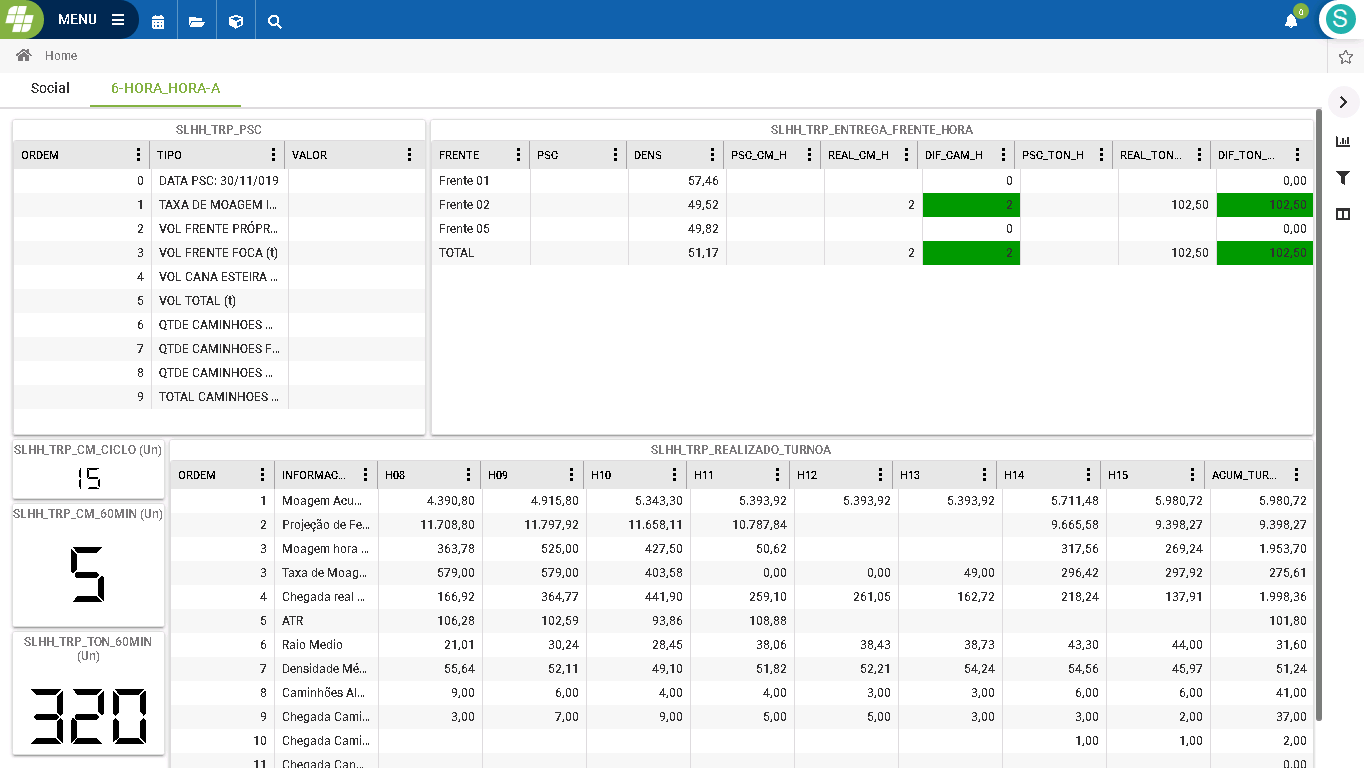 MENU
0
S
Home
Social 6-HORA_HORA-A
SLHH_TRP_PSC
ORDEM TIPO VALOR
0 DATA PSC: 30/11/019
1 TAXA DE MOAGEM I...
2 VOL FRENTE PRÓPR...
3 VOL FRENTE FOCA (t)
4 VOL CANA ESTEIRA ...
5 VOL TOTAL (t)
6 QTDE CAMINHOES ...
7 QTDE CAMINHOES F...
8 QTDE CAMINHOES ...
9 TOTAL CAMINHOES ...
SLHH_TRP_ENTREGA_FRENTE_HORA
FRENTE PSC DENS PSC_CM_H REAL_CM_H DIF_CAM_H PSC_TON_H REAL_TON... DIF_TON_...
Frente 01 57,46 0 0,00
Frente 02 49,52 2 2 102,50 102,50
Frente 05 49,82 0 0,00
TOTAL 51,17 2 2 102,50 102,50
SLHH_TRP_CM_CICLO (Un)
15
SLHH_TRP_CM_60MIN (Un)
5
SLHH_TRP_TON_60MIN
(Un)
320
SLHH_TRP_REALIZADO_TURNOA
ORDEM INFORMAC... H08 H09 H10 H11 H12 H13 H14 H15 AGUM_TUR...
1 Moagem Acu... 4.390,80 4.915,80 5.343,30 5.393,92 5.393,92 5.393,92 5.711,48 5.980,72 5.980,72
2 Projeção de Fe... 11.708,80 11.797,92 11.658,11 10.787,84 9.665,58 9.398,27 9.398,27
3 Moagem hora ... 363,78 525,00 427,50 50,62 317,56 269,24 1.953,70
3 Taxa de Moag... 579,00 579,00 403,58 0,00 0,00 49,00 296,42 297,92 275,61
4 Chegada real ... 166,92 364,77 441,90 259,10 261,05 162,72 218,24 137,91 1.998,36
5 ATR 106,28 102,59 93,86 108,88 101,80
6 Raio Medio 21,01 30,24 28,45 38,06 38,43 38,73 43,30 44,00 31,60
7 Densidade Mé... 55,64 52,11 49,10 51,82 52,21 54,24 54,56 45,97 51,24
8 Caminhões Al... 9,00 6,00 4,00 4,00 3,00 3,00 6,00 6,00 41,00
9 Chegada Cami... 3,00 7,00 9,00 5,00 5,00 3,00 3,00 2,00 37,00
10 Chegada Cami... 1,00 1,00 2,00
11 Chegada Can... 0,00